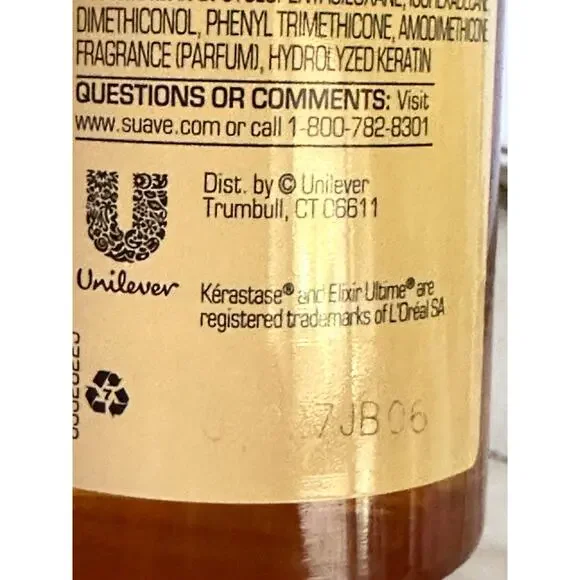 DIMETHICONOL, PHENYL TRIMETHICONE, AMODIMETHICONE
FRAGRANCE (PARFUM), HYDROLYZED KERATIN
QUESTIONS OR COMMENTS: Visit
www.suave.com or call 1-800-782-8301
Dist. by © Unilever
Trumbull, CT 06611
Unilever
Kérastase® and Elixir Ultime® are
registered trademarks of L'Oréal SA
7
7JB06